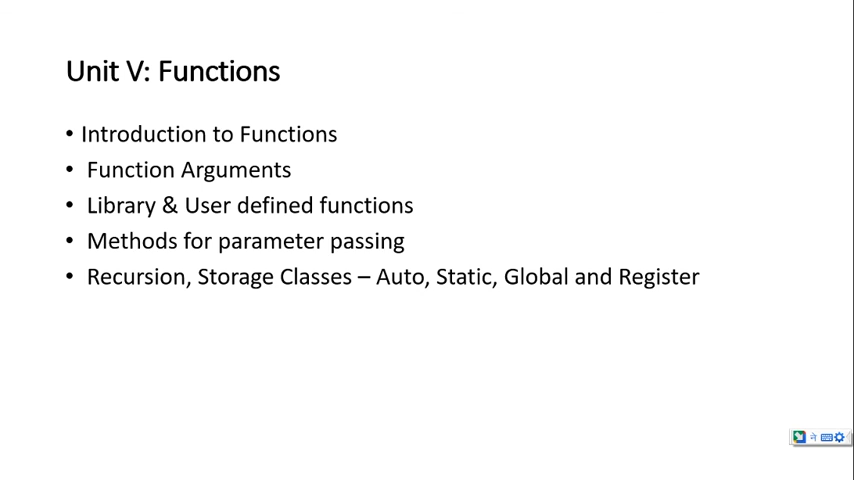 Unit V: Functions
• Introduction to Functions
• Function Arguments
• Library & User defined functions
• Methods for parameter passing
• Recursion, Storage Classes – Auto, Static, Global and Register